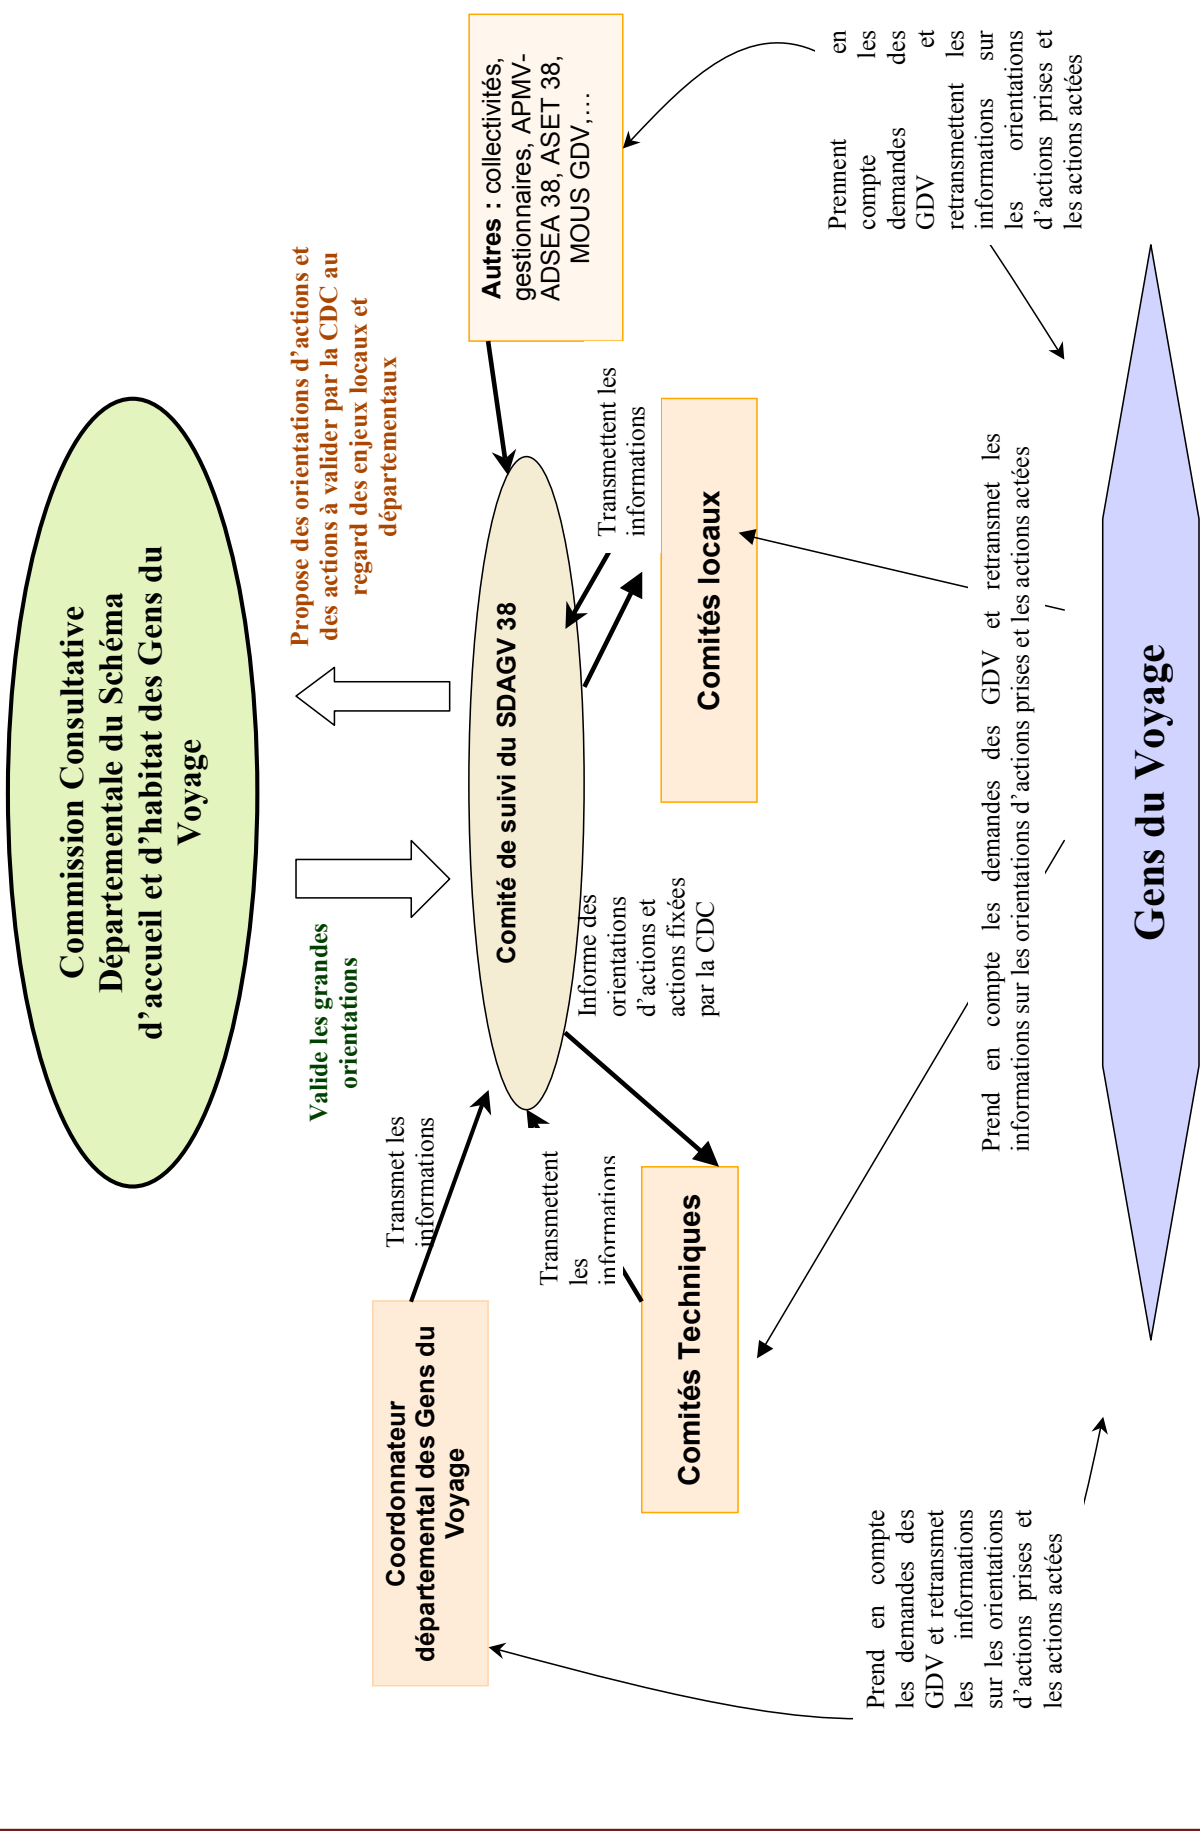 Commission Consultative
Départementale du Schéma
d'accueil et d'habitat des Gens du
Voyage
Valide les grandes
orientations
Propose des orientations d'actions et
des actions à valider par la CDC au
regard des enjeux locaux et
départementaux
Coordonnateur
départemental des Gens du
Voyage
Transmet les
informations
Comité de suivi du SDAGV 38
Autres : collectivités,
gestionnaires, APMV-
ADSEA 38, ASET 38,
MOUS GDV,…
Transmettent
les
informations
Informe des
orientations
d'actions et
actions fixées
par la CDC
Transmettent les
informations
Comités Techniques
Comités locaux
Prend en compte
les demandes des
GDV et retransmet
les informations
sur les orientations
d'actions prises et
les actions actées
Prend en compte les demandes des GDV et retransmet les
informations sur les orientations d'actions prises et les actions actées
Prennent en
compte les
demandes des
GDV et
retransmettent les
informations sur
les orientations
d'actions prises et
les actions actées
Gens du Voyage